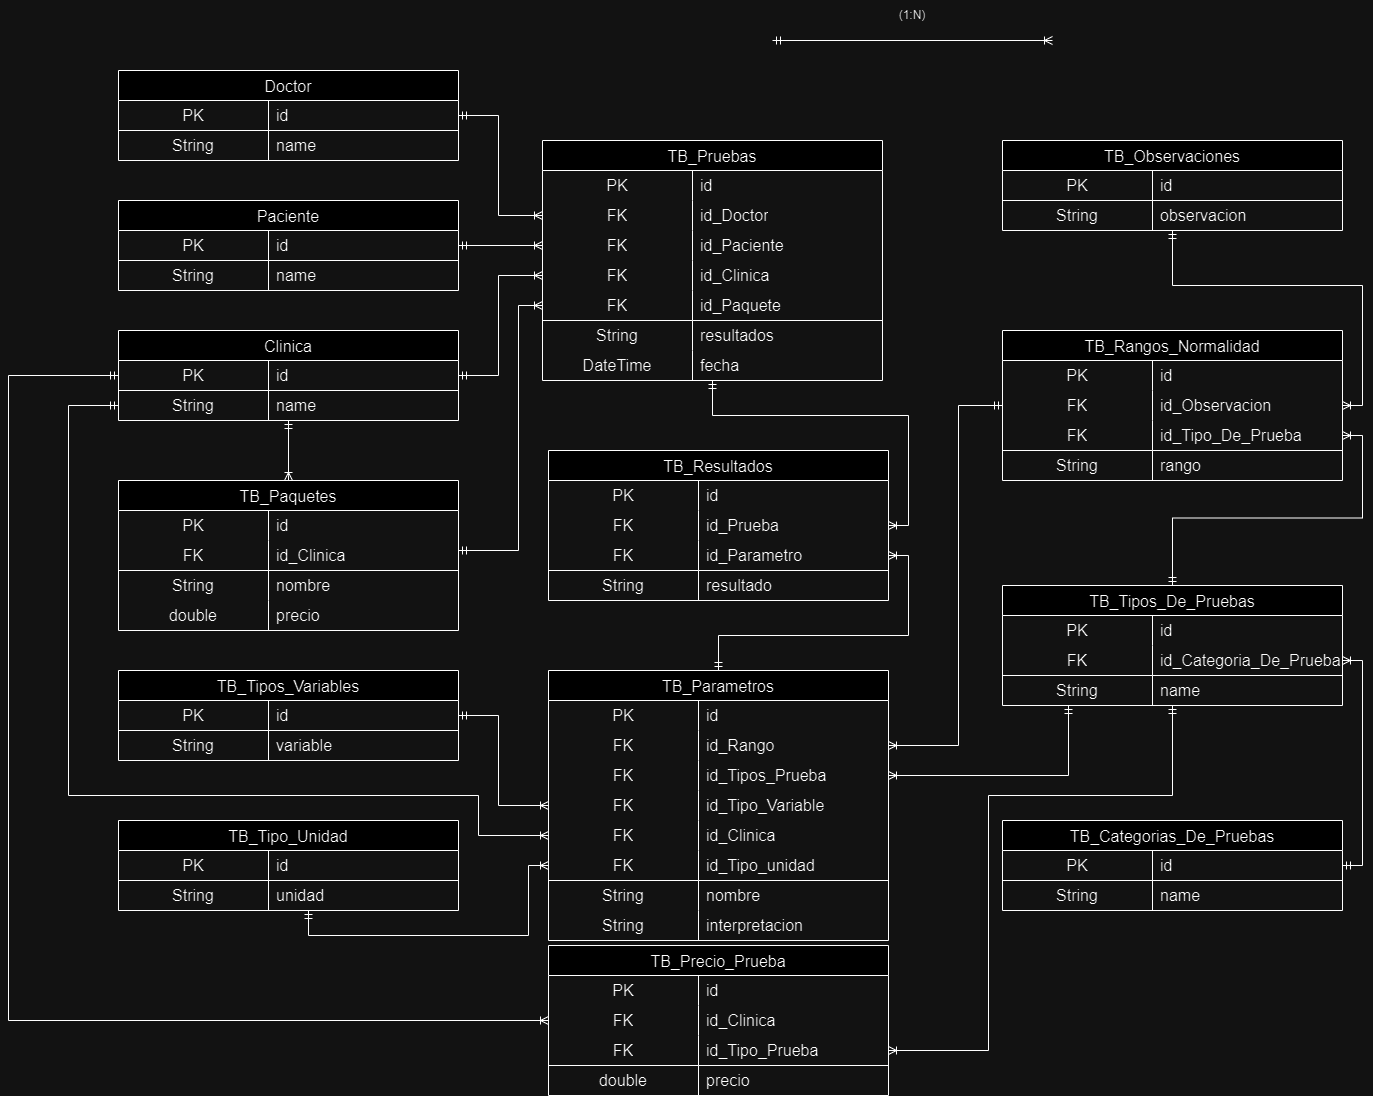 (1:N)
Doctor
PK id
String name
Paciente
PK id
String name
Clinica
PK id
String name
TB_Paquetes
PK id
FK id_Clinica
String nombre
double precio
TB_Tipos_Variables
PK id
String variable
TB_Tipo_Unidad
PK id
String unidad
TB_Pruebas
PK id
FK id_Doctor
FK id_Paciente
FK id_Clinica
FK id_Paquete
String resultados
DateTime fecha
TB_Resultados
PK id
FK id_Prueba
FK id_Parametro
String resultado
TB_Parametros
PK id
FK id_Rango
FK id_Tipos_Prueba
FK id_Tipo_Variable
FK id_Clinica
FK id_Tipo_unidad
String nombre
String interpretacion
TB_Precio_Prueba
PK id
FK id_Clinica
FK id_Tipo_Prueba
double precio
TB_Observaciones
PK id
String observacion
TB_Rangos_Normalidad
PK id
FK id_Observacion
FK id_Tipo_De_Prueba
String rango
TB_Tipos_De_Pruebas
PK id
FK id_Categoria_De_Prueba
String name
TB_Categorias_De_Pruebas
PK id
String name